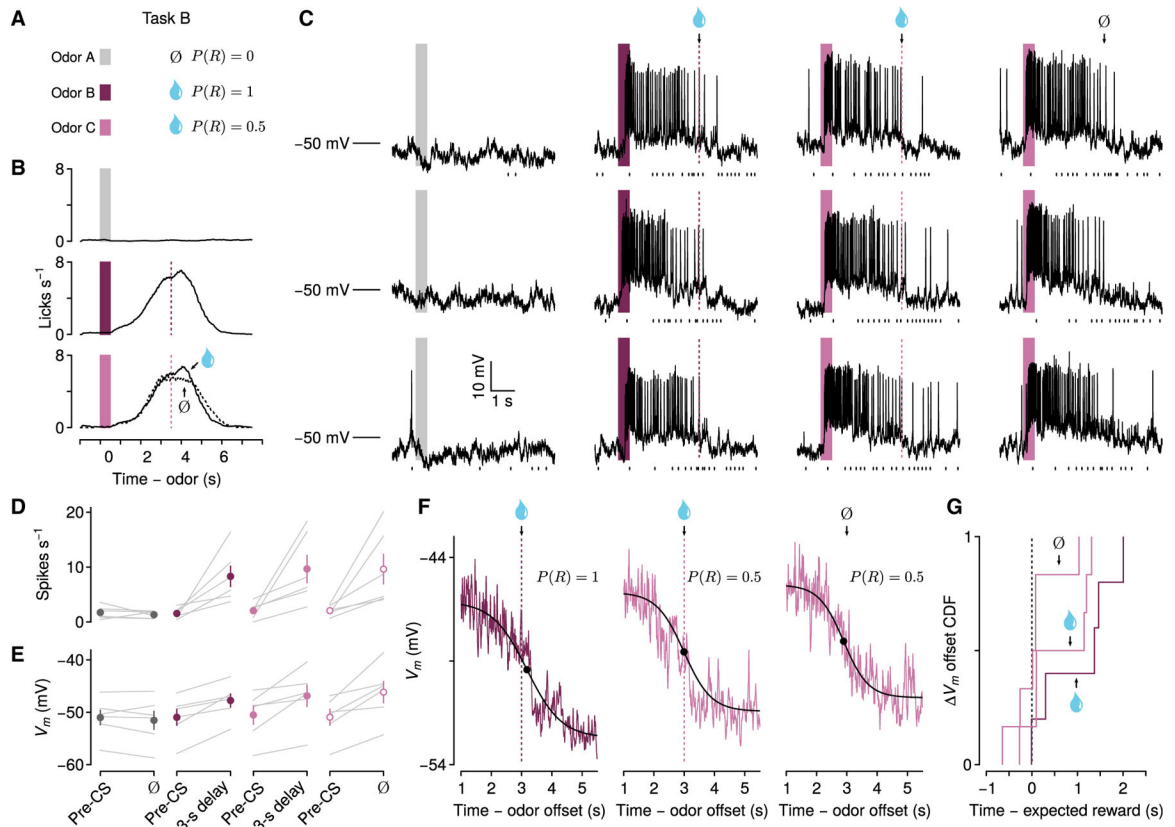 A
Task B
Odor A
Ø P(R) = 0
Odor B
P(R) = 1
Odor C
P(R) = 0.5
B
8
0
8
0
8
0
Licks s⁻¹
Ø
0 2 4 6
Time − odor (s)
C
Ø
−50 mV
−50 mV
−50 mV
10 mV
1 s
D
20
10
0
Spikes s⁻¹
E
−40
−50
−60
Vm (mV)
Pre-CS
Ø
Pre-CS
3-s delay
Pre-CS
3-s delay
Pre-CS
Ø
F
Ø
−44
−54
Vm (mV)
P(R) = 1
P(R) = 0.5
P(R) = 0.5
1 2 3 4 5
1 2 3 4 5
1 2 3 4 5
Time − odor offset (s)
Time − odor offset (s)
Time − odor offset (s)
G
1
0
ΔVm offset CDF
Ø
−1 0 1 2
Time − expected reward (s)